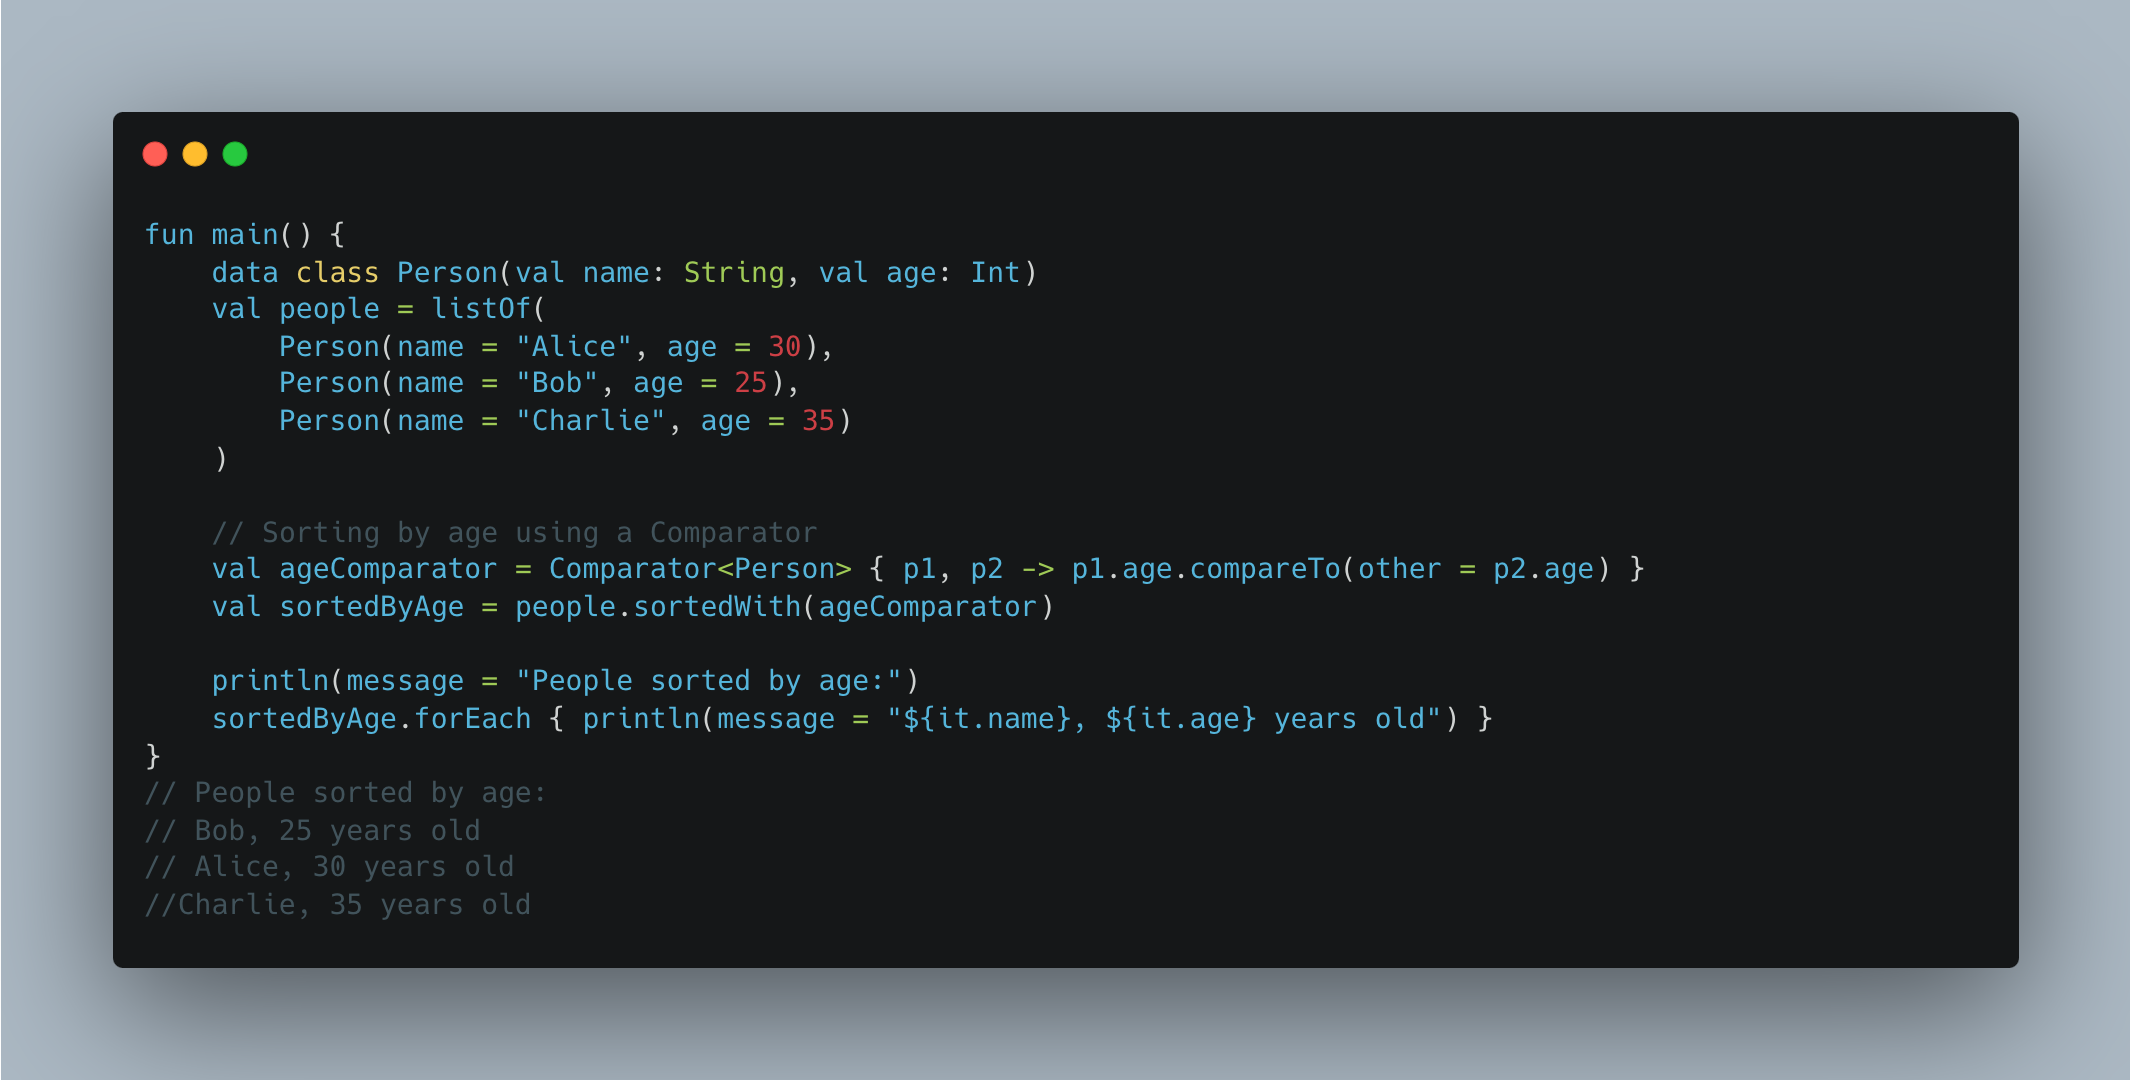 fun main() {
    data class Person(val name: String, val age: Int)
    val people = listOf(
        Person(name = "Alice", age = 30),
        Person(name = "Bob", age = 25),
        Person(name = "Charlie", age = 35)
    )
    // Sorting by age using a Comparator
    val ageComparator = Comparator<Person> { p1, p2 -> p1.age.compareTo(other = p2.age) }
    val sortedByAge = people.sortedWith(ageComparator)
    println(message = "People sorted by age:")
    sortedByAge.forEach { println(message = "${it.name}, ${it.age} years old") }
}
// People sorted by age:
// Bob, 25 years old
// Alice, 30 years old
//Charlie, 35 years old